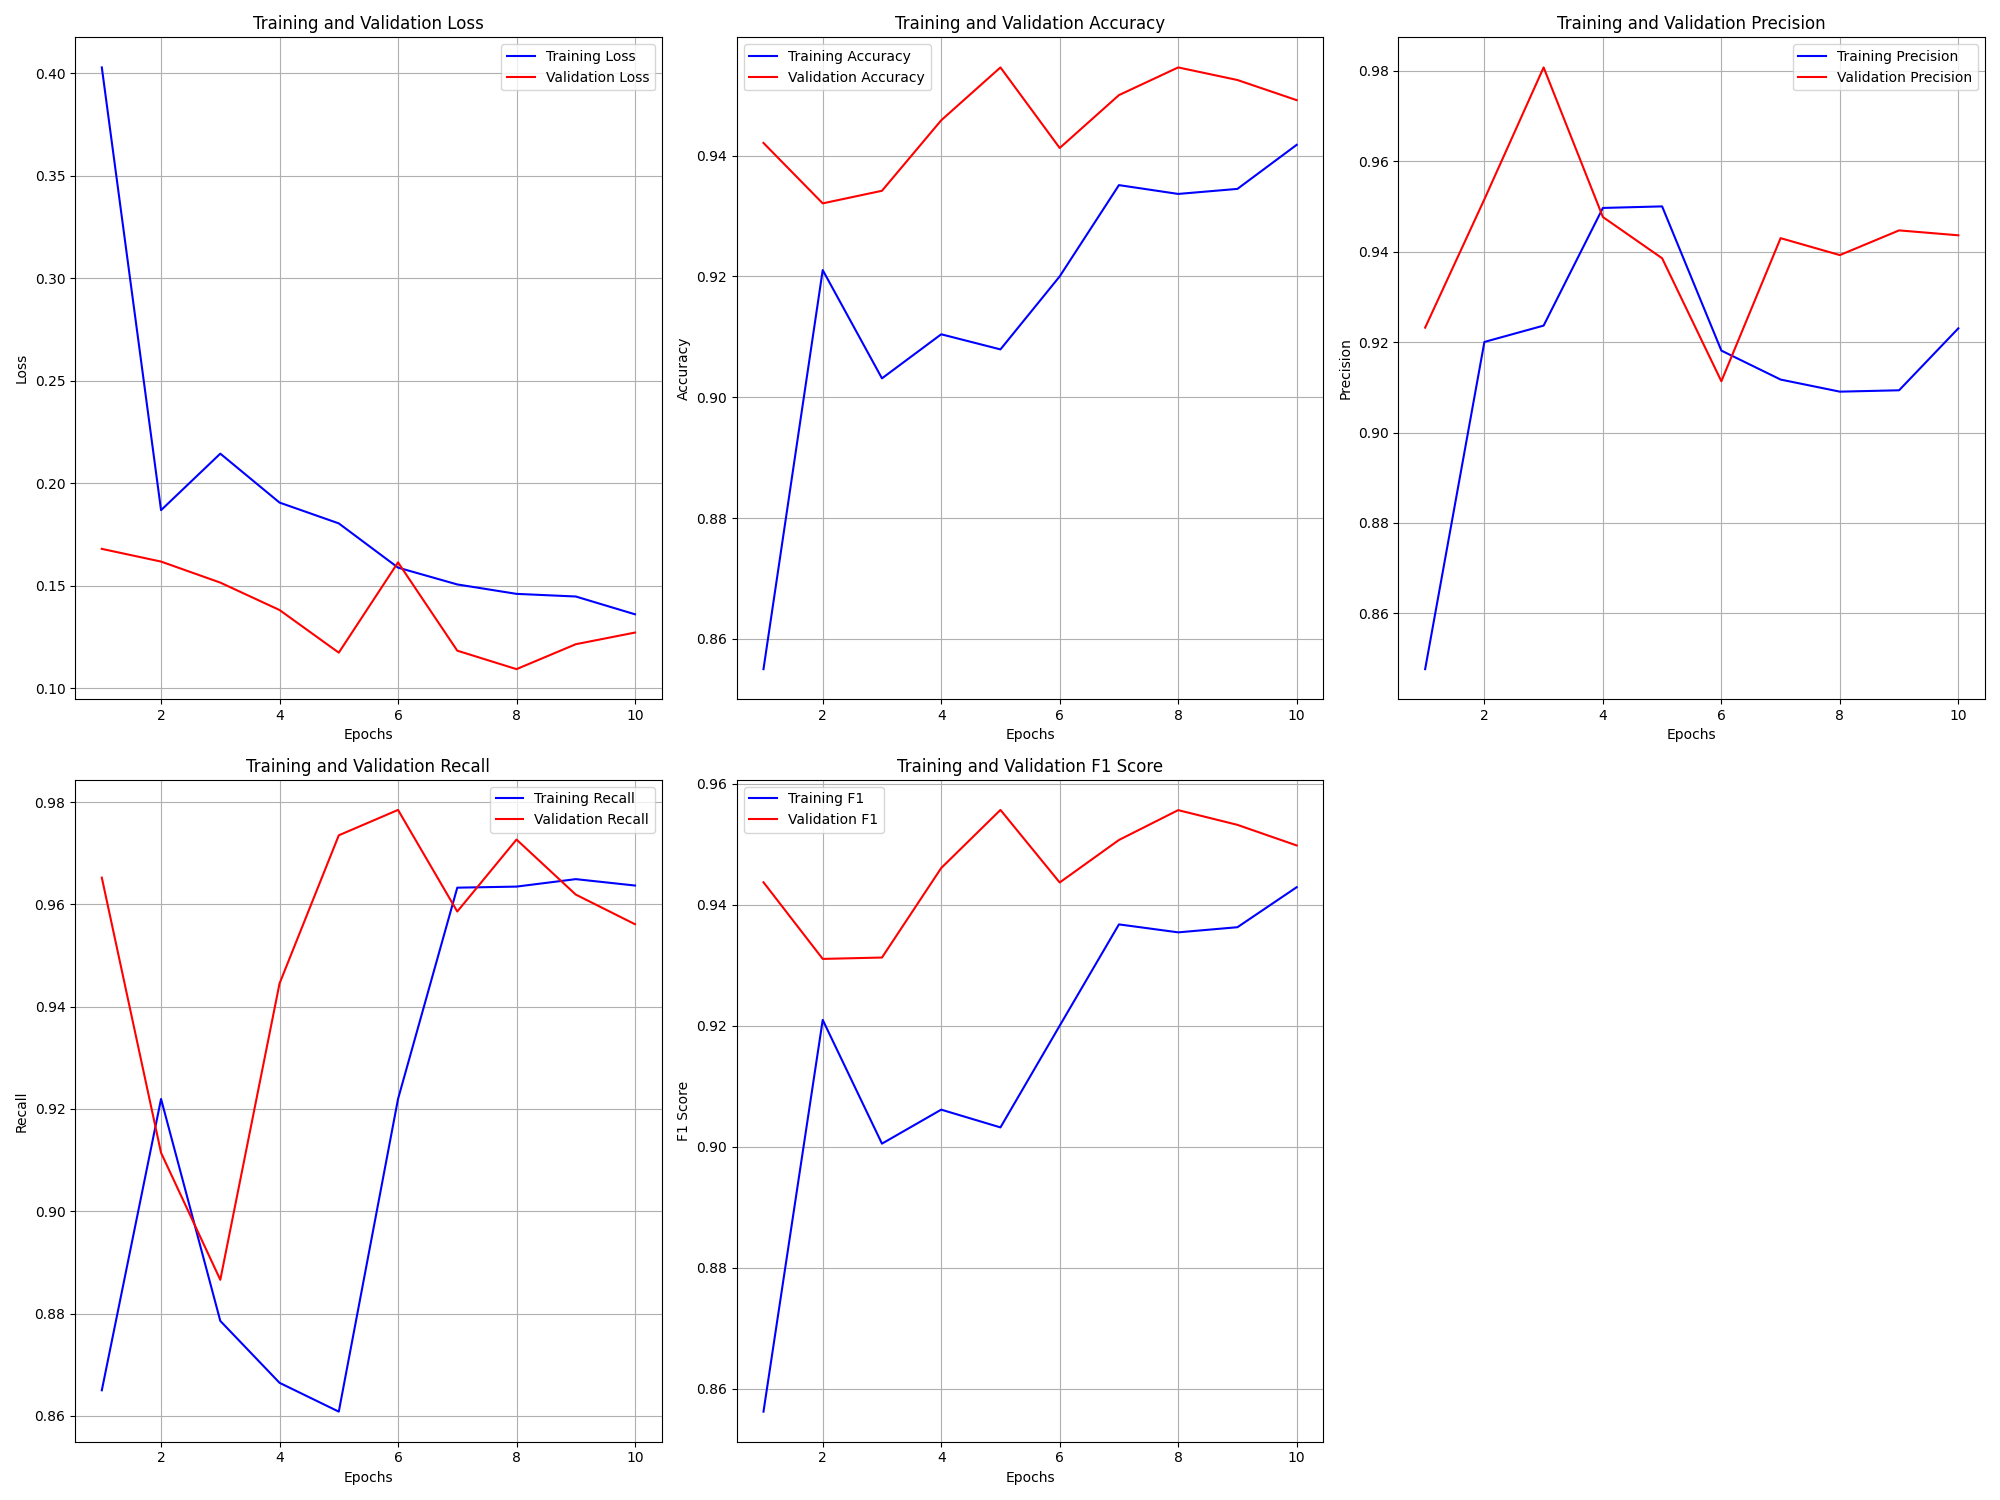 Training and Validation Loss
Training Loss
Validation Loss
0.40
0.35
0.30
0.25
0.20
0.15
0.10
Loss
2 4 6 8 10
Epochs
Training and Validation Accuracy
Training Accuracy
Validation Accuracy
0.94
0.92
0.90
0.88
0.86
Accuracy
2 4 6 8 10
Epochs
Training and Validation Precision
Training Precision
Validation Precision
0.98
0.96
0.94
0.92
0.90
0.88
0.86
Precision
2 4 6 8 10
Epochs
Training and Validation Recall
Training Recall
Validation Recall
0.98
0.96
0.94
0.92
0.90
0.88
0.86
Recall
2 4 6 8 10
Epochs
Training and Validation F1 Score
Training F1
Validation F1
0.96
0.94
0.92
0.90
0.88
0.86
F1 Score
2 4 6 8 10
Epochs